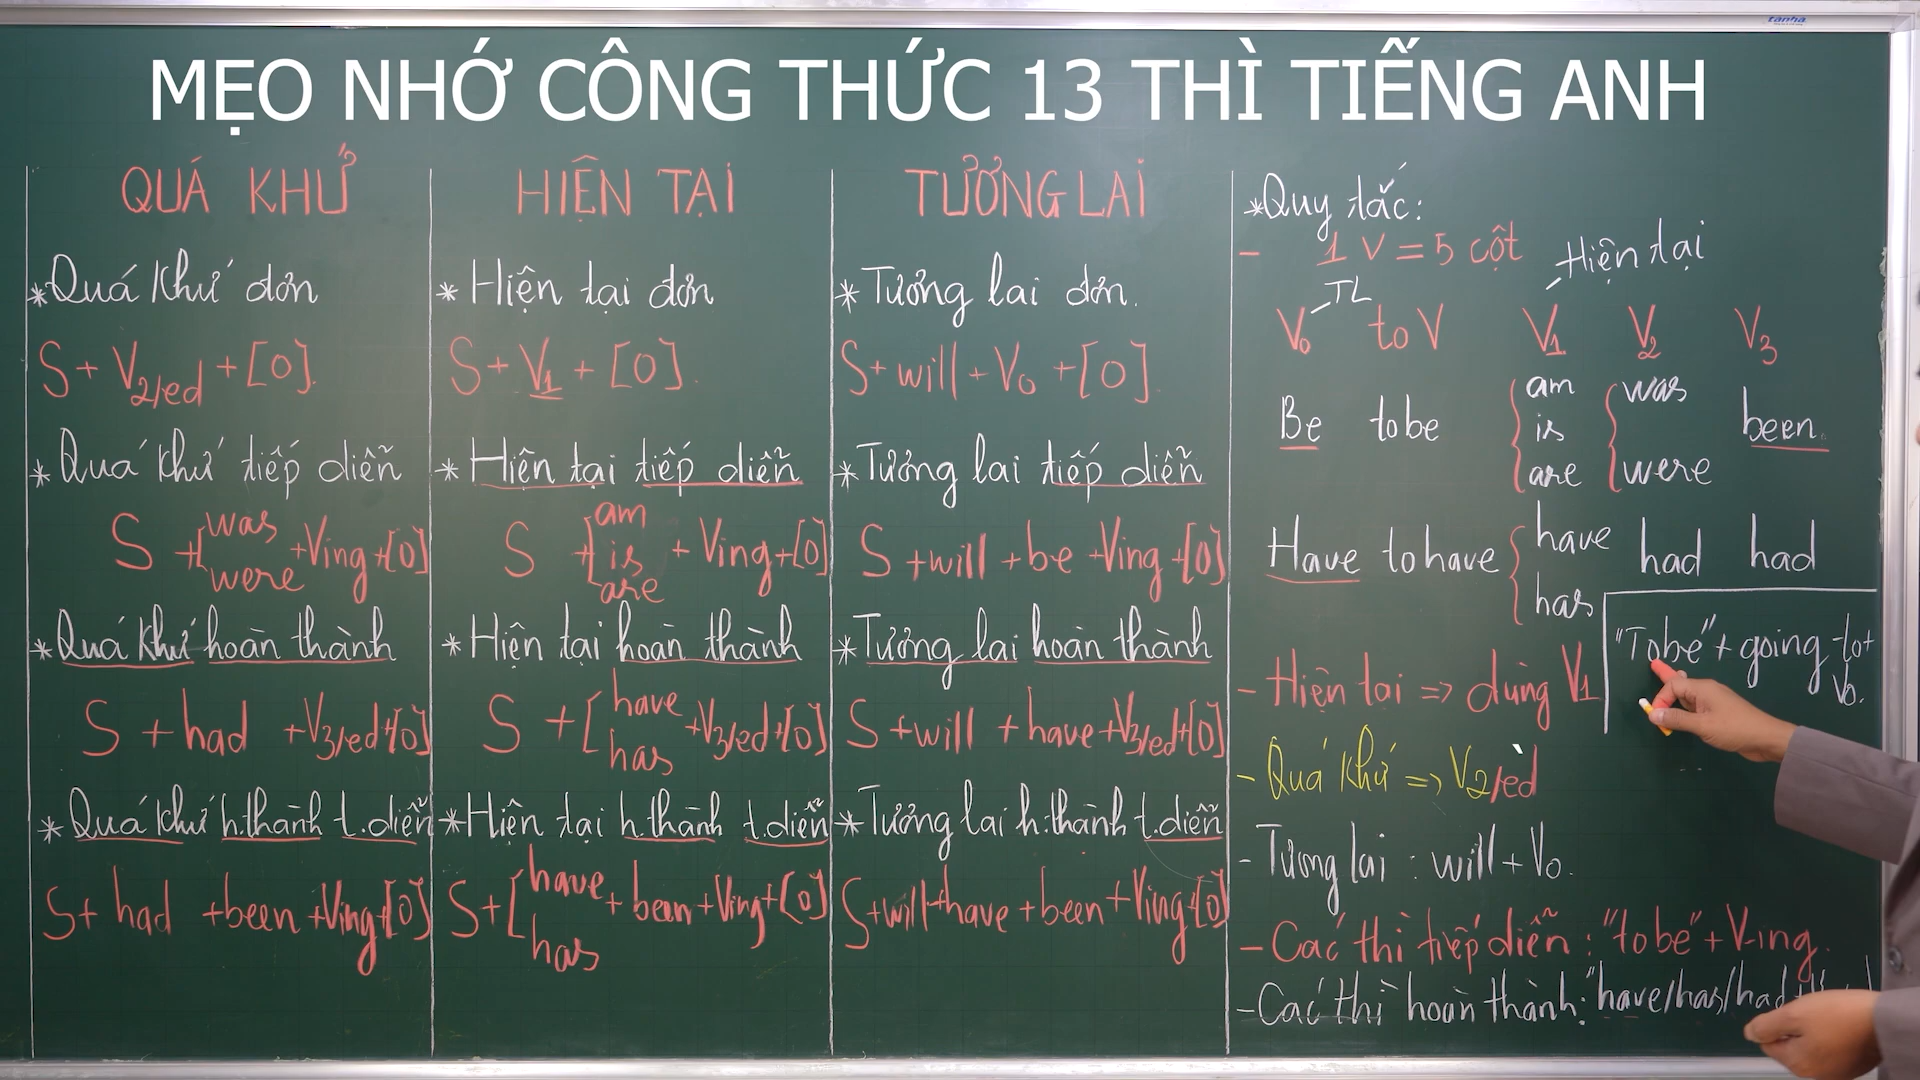 tanha
MẸO NHỚ CÔNG THỨC 13 THÌ TIẾNG ANH
QUÁ KHỨ
* Quá khứ đơn
S + V2/ed + [O].
* Quá khứ tiếp diễn
S + [was were + Ving + [O]
* Quá khứ hoàn thành
S + had + V3/ed + [O]
* Quá khứ h.thành t.diễn
S + had + been + Ving + [O]
HIỆN TẠI
* Hiện tại đơn
S + V1 + [O].
* Hiện tại tiếp diễn
S + [am is are + Ving + [O]
* Hiện tại hoàn thành
S + [have has + V3/ed + [O]
* Hiện tại h.thành t.diễn
S + [have has + been + Ving + [O]
TƯƠNG LAI
* Tương lai đơn.
S + will + Vo + [O].
* Tương lai tiếp diễn
S + will + be + Ving + [O]
* Tương lai hoàn thành
S + will + have + V3/ed + [O]
* Tương lai h.thành t.diễn
S + will + have + been + Ving + [O]
* Quy tắc:
- 1 V = 5 cột
Hiện tại
TL
Vo to V V1 V2 V3
Be to be {am is are {was were been.
Have to have {have has had had
"To be" + going to + Vo.
- Hiện tại => dùng V1
- Quá khứ => V2/ed
- Tương lai : will + Vo.
- Các thì tiếp diễn : "to be" + V-ing.
- Các thì hoàn thành: "have/has/had